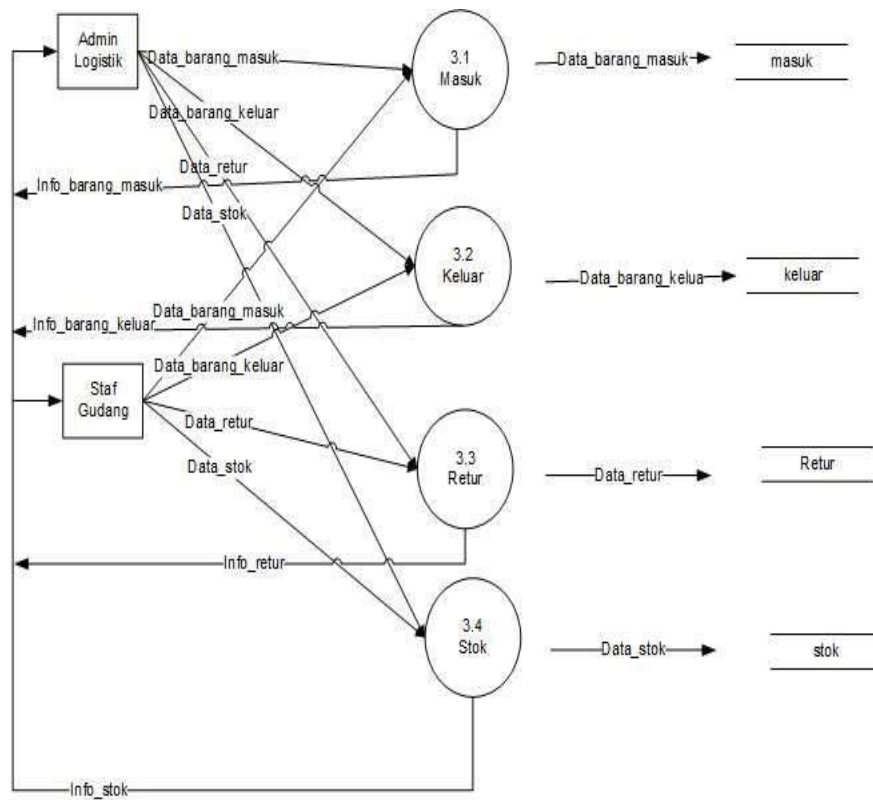 Admin
Logistik
Data_barang_masuk
3.1
Masuk
Data_barang_masuk
masuk
Data_barang_keluar
Data_retur
Info_barang_masuk
Data_stok
3.2
Keluar
Data_barang_kelua
keluar
Data_barang_masuk
Info_barang_keluar
Data_barang_keluar
Staf
Gudang
Data_retur
Data_stok
3.3
Retur
Data_retur
Retur
Info_retur
3.4
Stok
Data_stok
stok
Info_stok